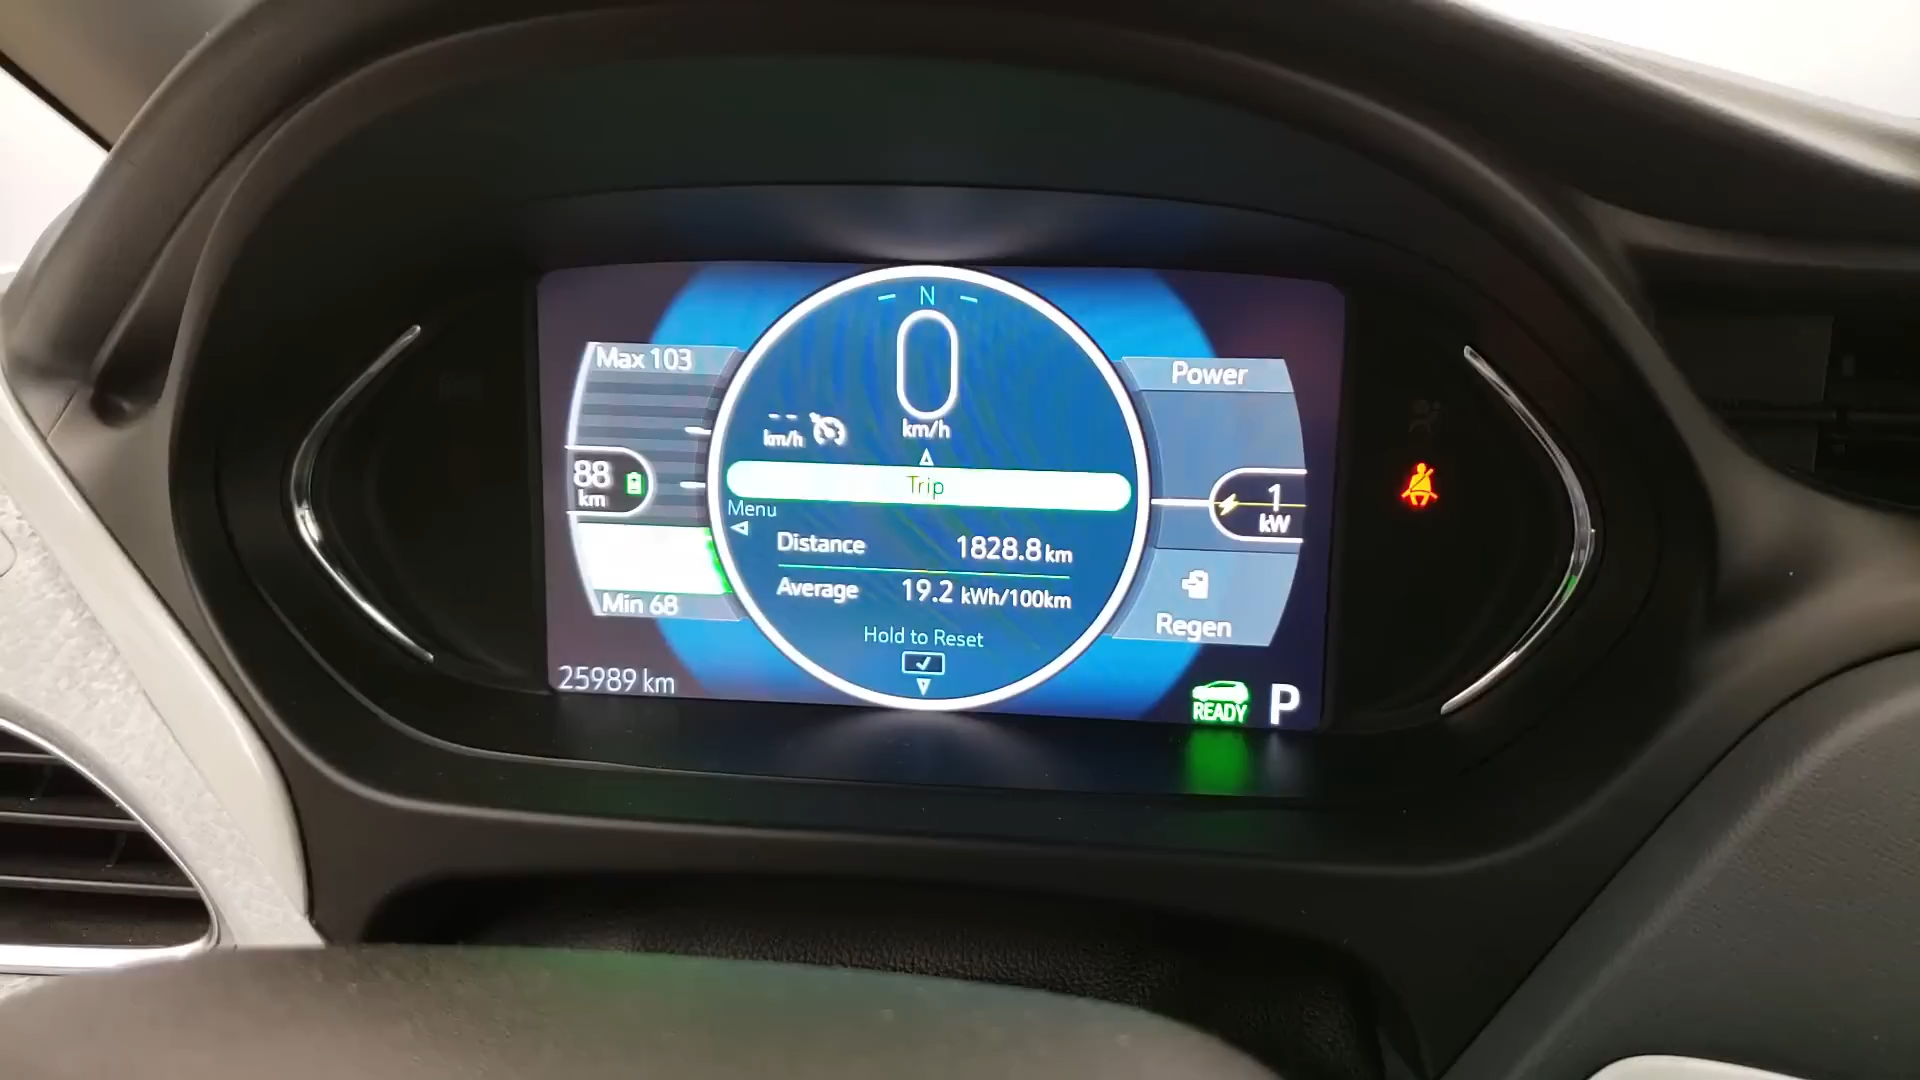 N
Max 103
0
Power
-- km/h
km/h
88
km
Trip
1
kW
Menu
Distance 1828.8 km
Average 19.2 kWh/100km
Min 68
Regen
Hold to Reset
25989 km
READY P